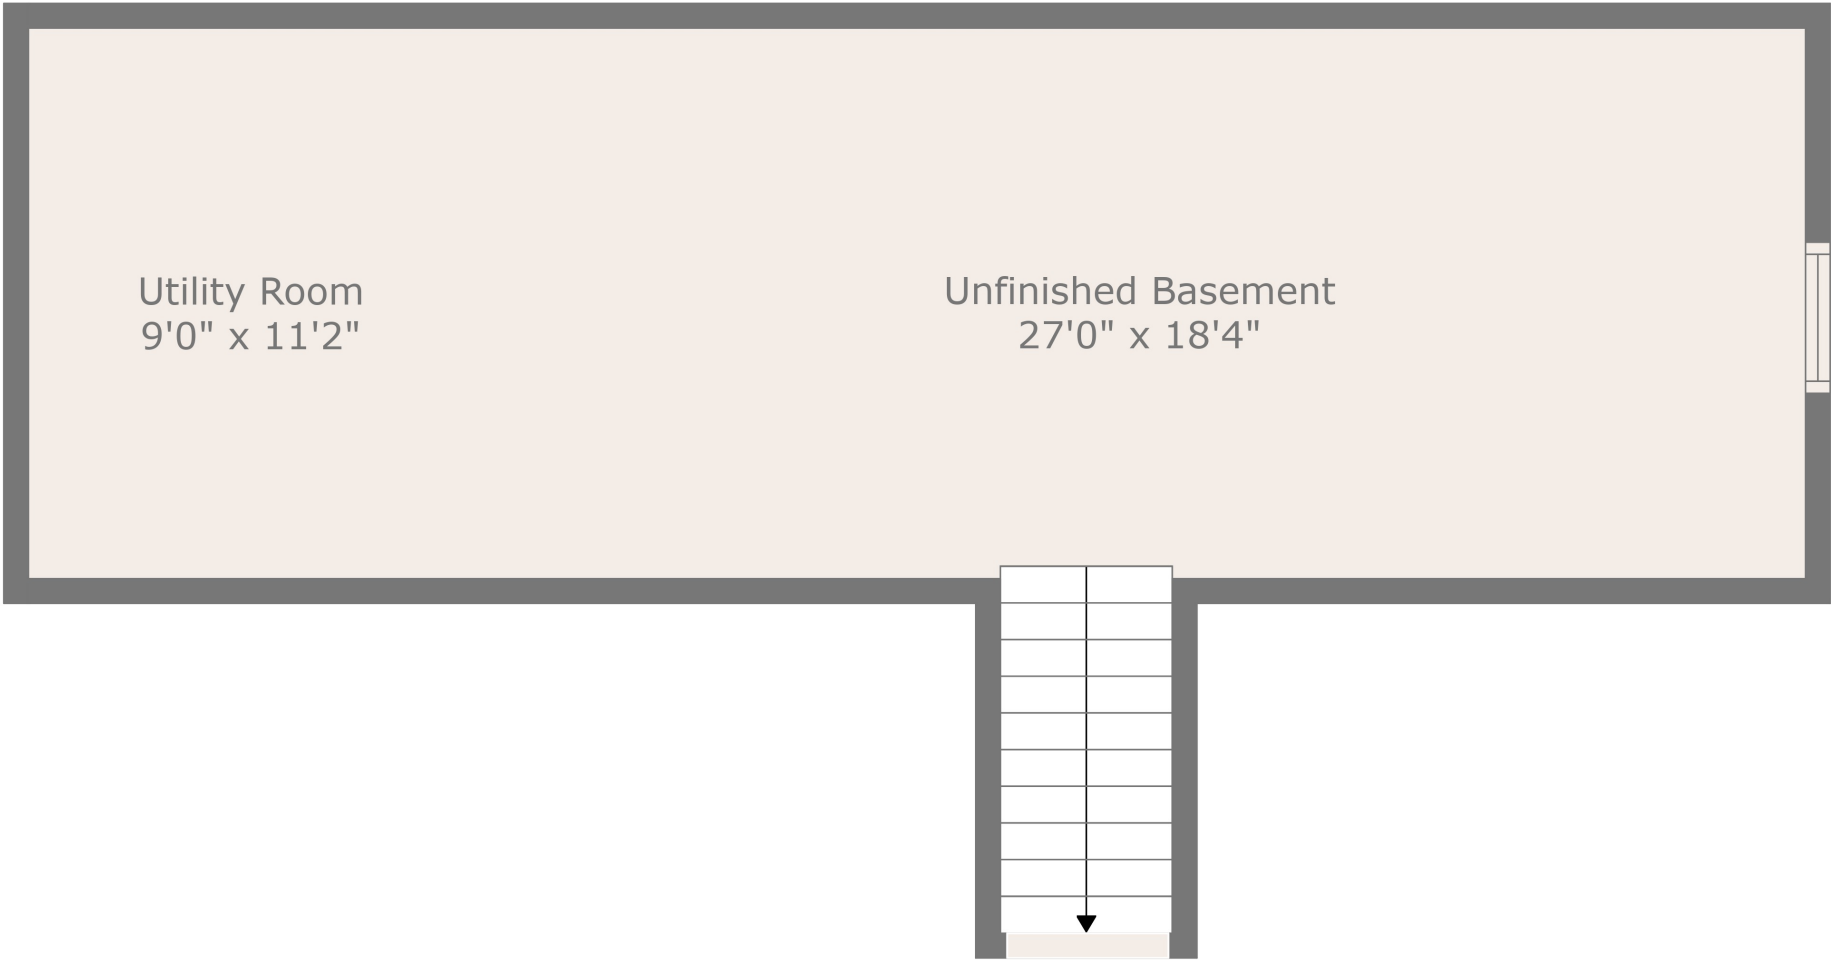 Utility Room
9'0" x 11'2"
Unfinished Basement
27'0" x 18'4"